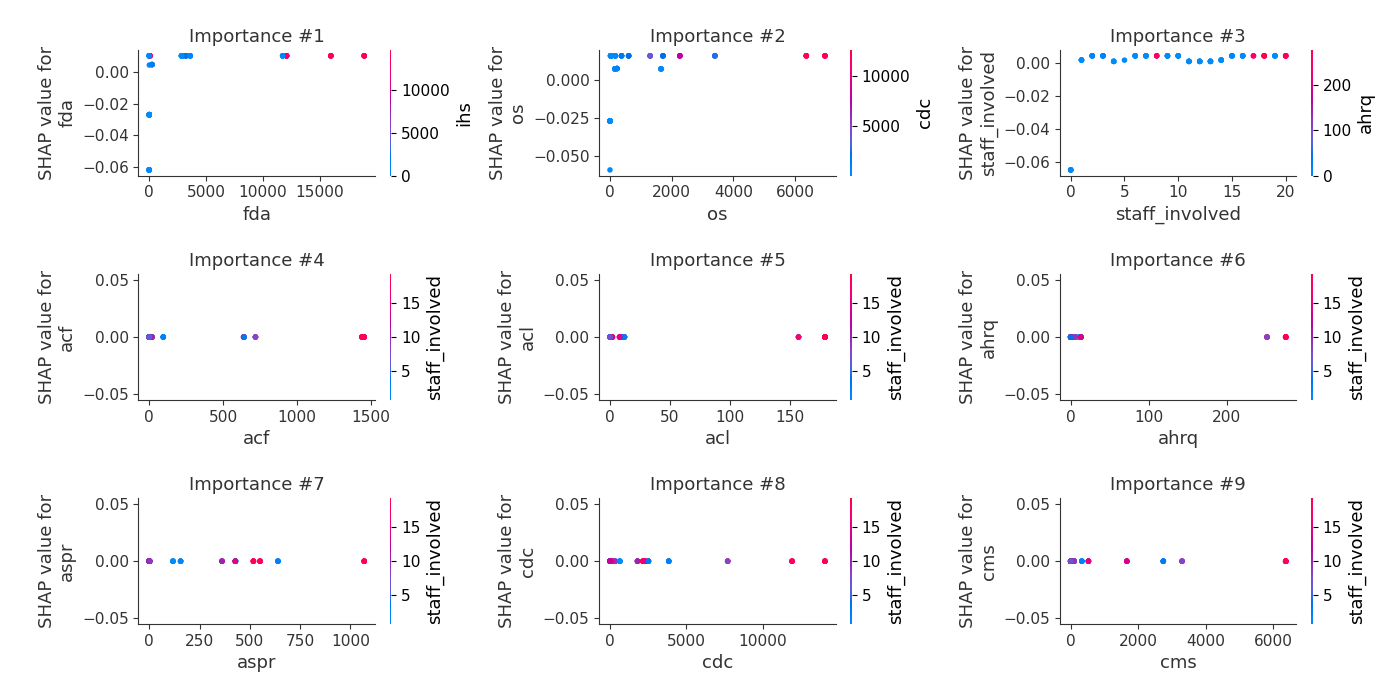 Importance #1
SHAP value for
fda
0.00
−0.02
−0.04
−0.06
0
5000
10000
15000
fda
10000
5000
0
ihs
Importance #2
SHAP value for
os
0.000
−0.025
−0.050
0
2000
4000
6000
os
10000
5000
cdc
Importance #3
SHAP value for
staff_involved
0.00
−0.02
−0.04
−0.06
0
5
10
15
20
staff_involved
200
100
0
ahrq
Importance #4
SHAP value for
acf
0.05
0.00
−0.05
0
500
1000
1500
acf
15
10
5
staff_involved
Importance #5
SHAP value for
acl
0.05
0.00
−0.05
0
50
100
150
acl
15
10
5
staff_involved
Importance #6
SHAP value for
ahrq
0.05
0.00
−0.05
0
100
200
ahrq
15
10
5
staff_involved
Importance #7
SHAP value for
aspr
0.05
0.00
−0.05
0
250
500
750
1000
aspr
15
10
5
staff_involved
Importance #8
SHAP value for
cdc
0.05
0.00
−0.05
0
5000
10000
cdc
15
10
5
staff_involved
Importance #9
SHAP value for
cms
0.05
0.00
−0.05
0
2000
4000
6000
cms
15
10
5
staff_involved